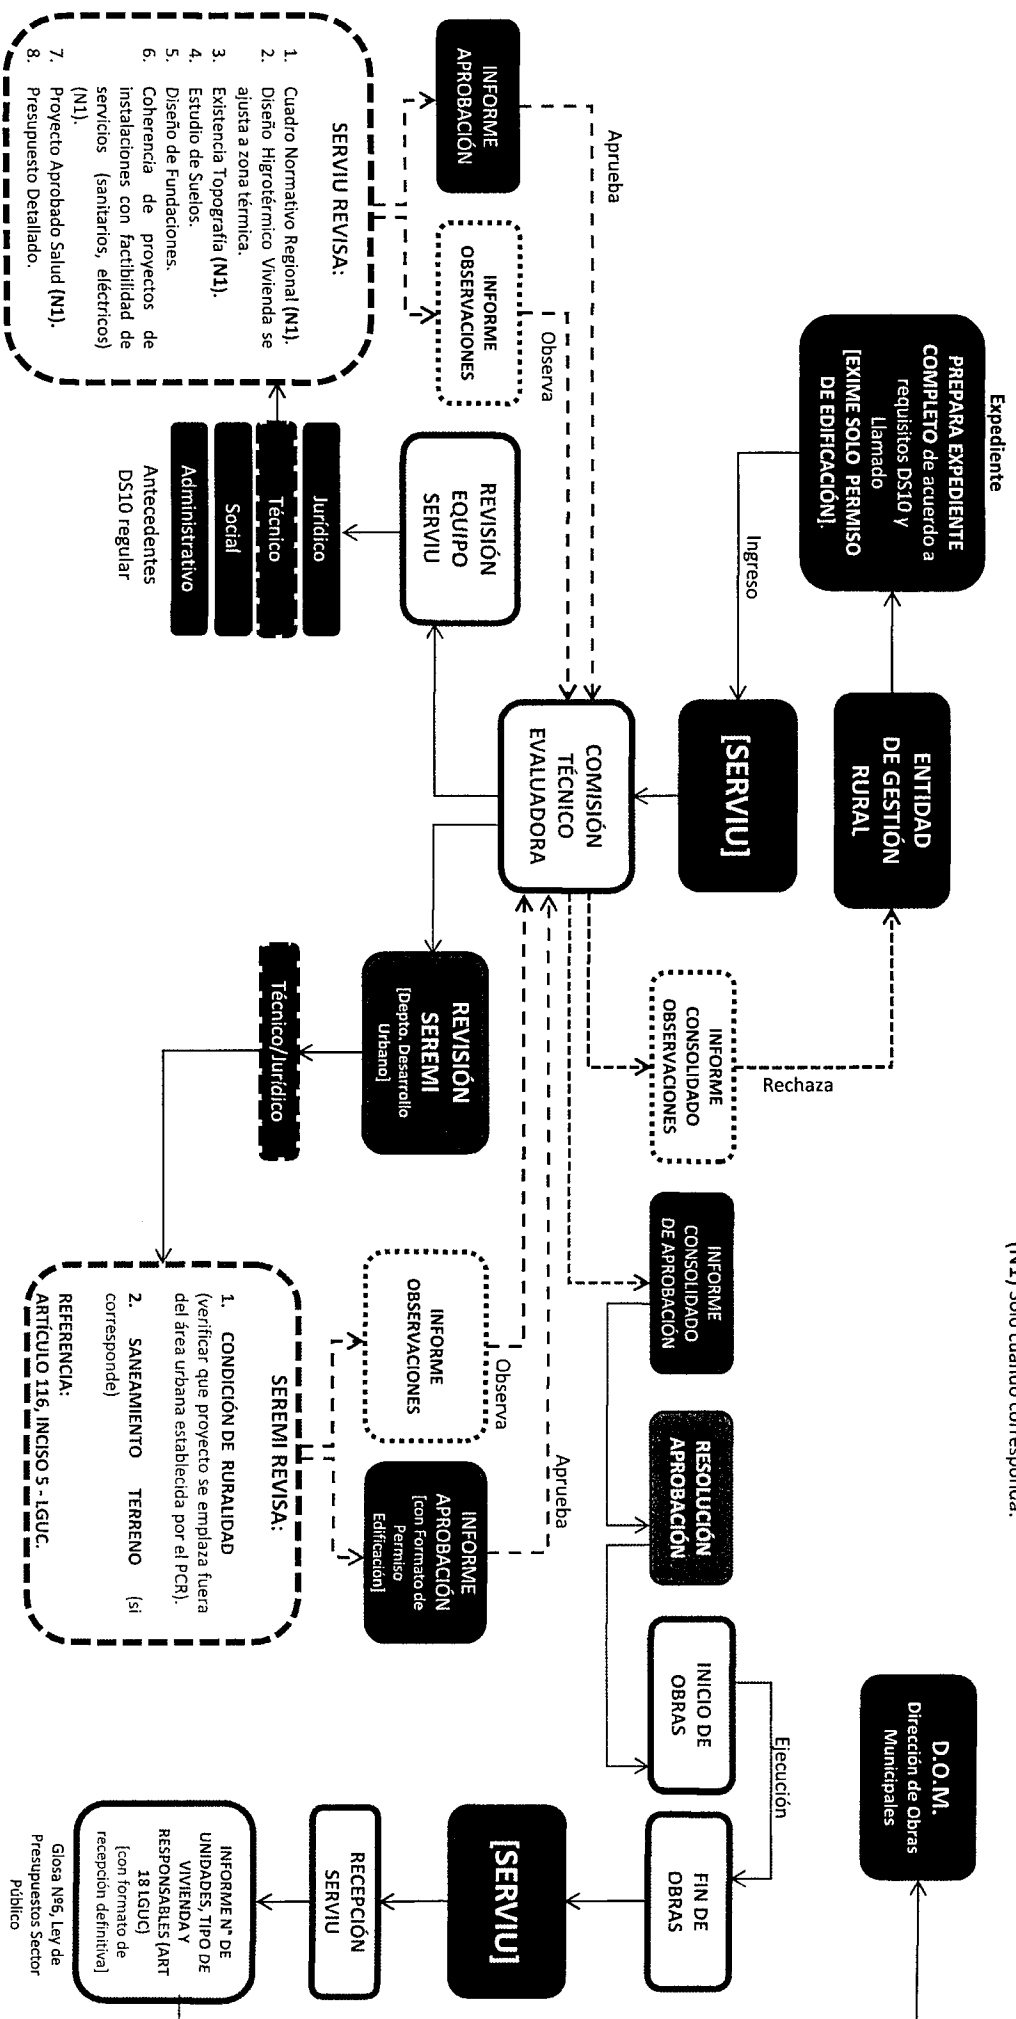 (N1) Solo cuando corresponda.
Expediente
PREPARA EXPEDIENTE
COMPLETO de acuerdo a
requisitos DS10 y
Llamado
[EXIME SOLO PERMISO
DE EDIFICACIÓN].
Ingreso
ENTIDAD
DE GESTIÓN
RURAL
[SERVIU]
COMISIÓN
TÉCNICO
EVALUADORA
Rechaza
INFORME
CONSOLIDADO
OBSERVACIONES
INFORME
CONSOLIDADO
DE APROBACIÓN
RESOLUCIÓN
APROBACIÓN
INICIO DE
OBRAS
Ejecución
FIN DE
OBRAS
D.O.M.
Dirección de Obras
Municipales
[SERVIU]
RECEPCIÓN
SERVIU
INFORME N° DE
UNIDADES, TIPO DE
VIVIENDA Y
RESPONSABLES (ART
18 LGUC)
[con formato de
recepción definitiva]
Glosa Nº6, Ley de
Presupuestos Sector
Público
Aprueba
INFORME
APROBACIÓN
Observa
INFORME
OBSERVACIONES
REVISIÓN
EQUIPO
SERVIU
Jurídico
Técnico
Social
Administrativo
Antecedentes
DS10 regular
SERVIU REVISA:
1. Cuadro Normativo Regional (N1).
2. Diseño Higrotérmico Vivienda se
ajusta a zona térmica.
3. Existencia Topografía (N1).
4. Estudio de Suelos.
5. Diseño de Fundaciones.
6. Coherencia de proyectos de
instalaciones con factibilidad de
servicios (sanitarios, eléctricos)
(N1).
7. Proyecto Aprobado Salud (N1).
8. Presupuesto Detallado.
REVISIÓN
SEREMI
[Depto. Desarrollo
Urbano]
Técnico/Jurídico
Observa
INFORME
OBSERVACIONES
Aprueba
INFORME
APROBACIÓN
[con Formato de
Permiso
Edificación]
SEREMI REVISA:
1. CONDICIÓN DE RURALIDAD
(verificar que proyecto se emplaza fuera
del área urbana establecida por el PCR).
2. SANEAMIENTO TERRENO (si
corresponde)
REFERENCIA:
ARTÍCULO 116, INCISO 5 - LGUC.